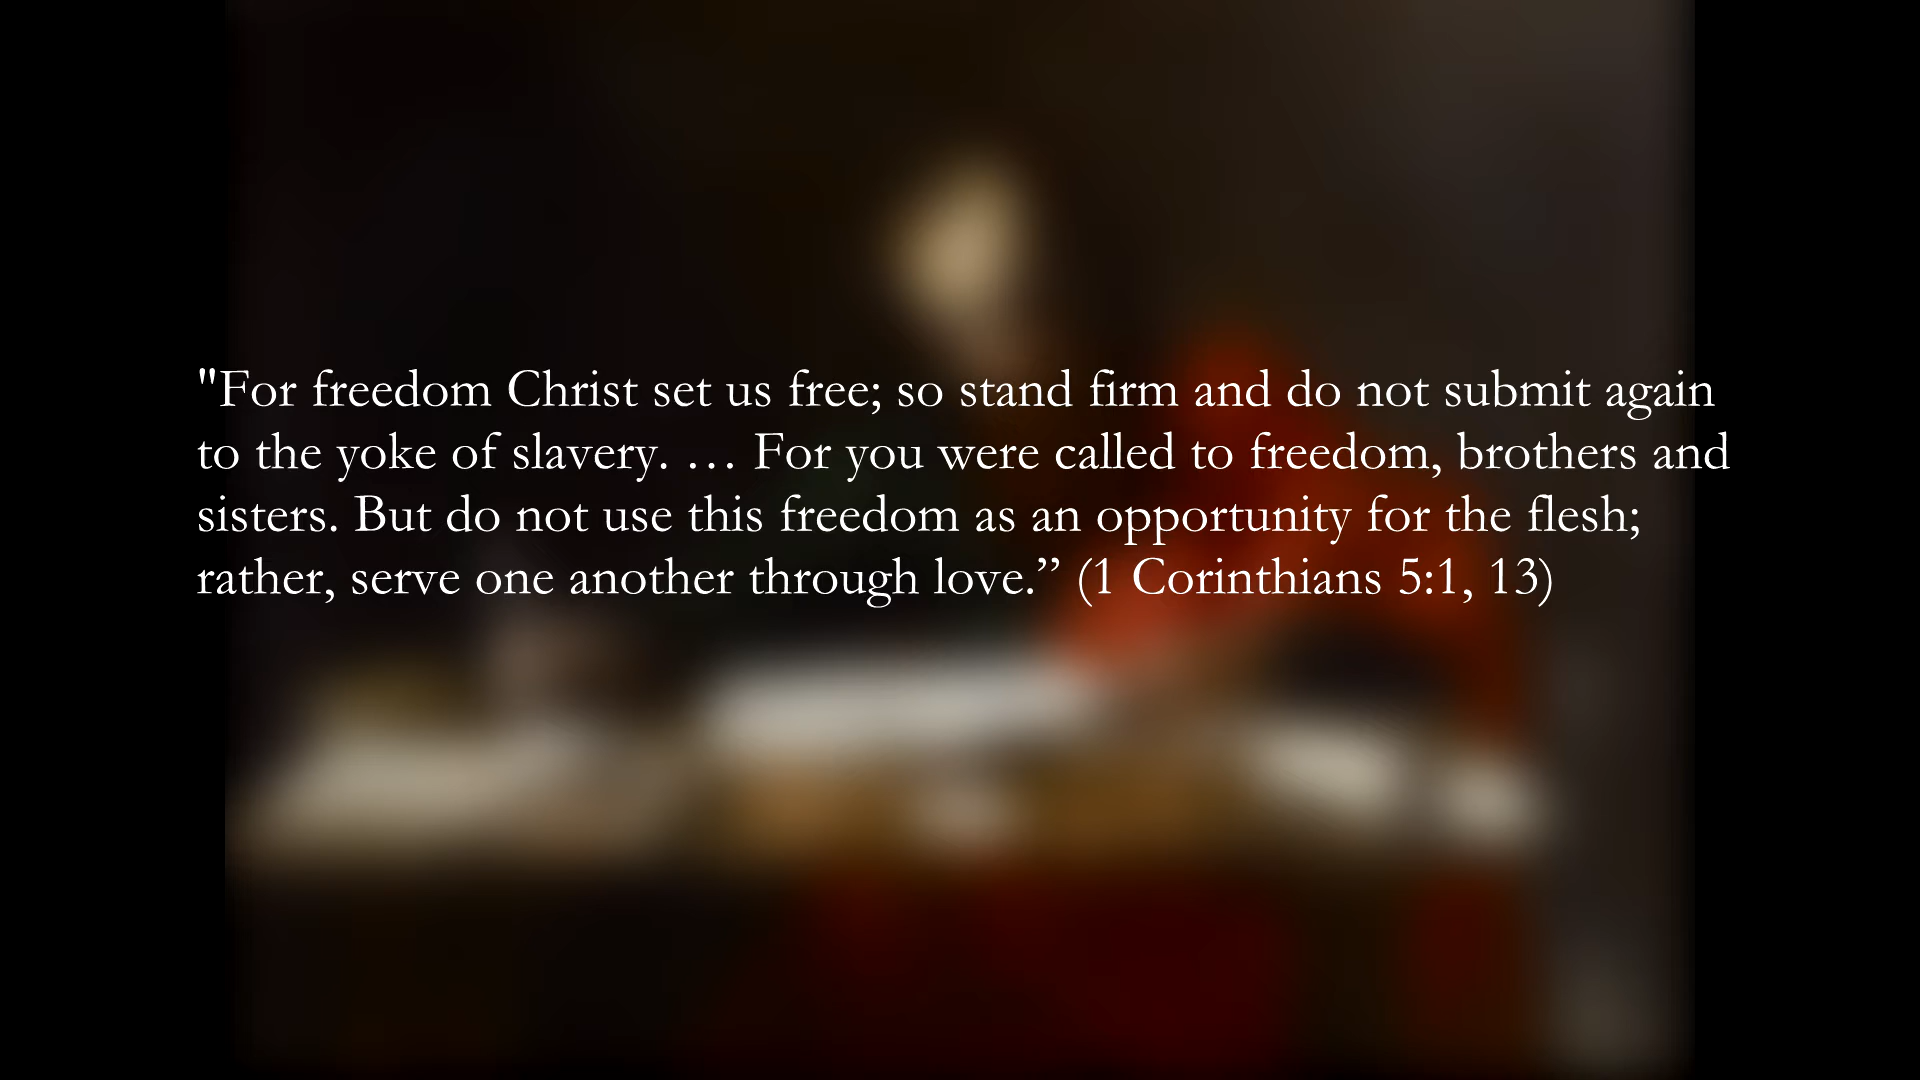 "For freedom Christ set us free; so stand firm and do not submit again
to the yoke of slavery. … For you were called to freedom, brothers and
sisters. But do not use this freedom as an opportunity for the flesh;
rather, serve one another through love.” (1 Corinthians 5:1, 13)